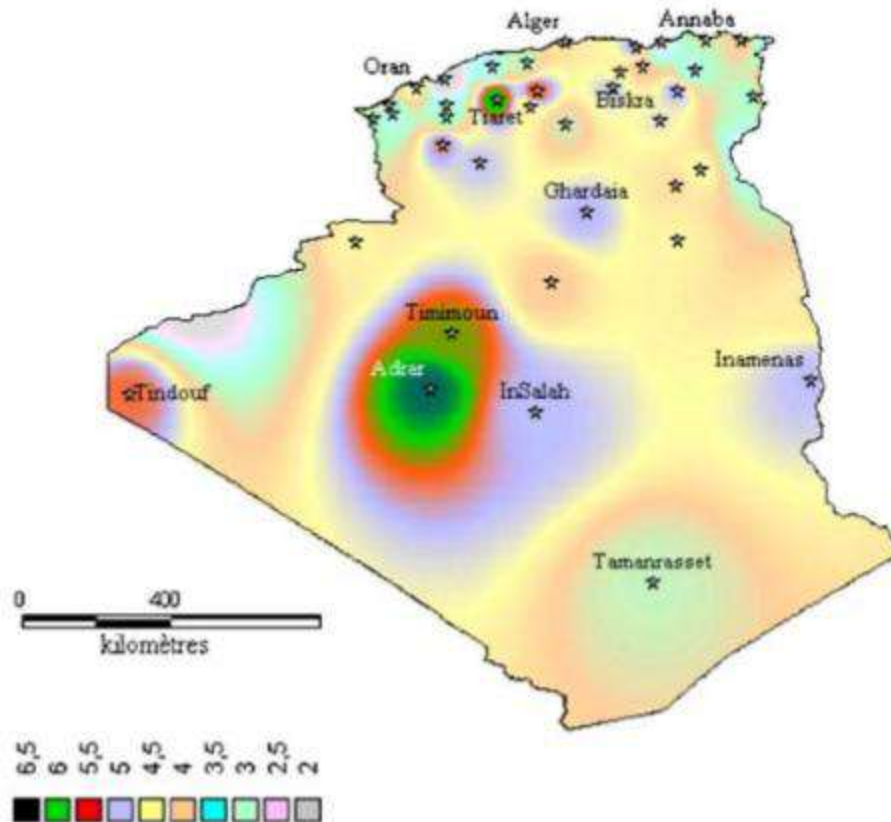 Alger
Annaba
Oran
Tiaret
Biskra
Ghardaia
Timimoun
Adrar
InSalah
Inamenas
Tindouf
Tamanrasset
0 400
kilomètres
6,5 6 5,5 5 4,5 4 3,5 3 2,5 2